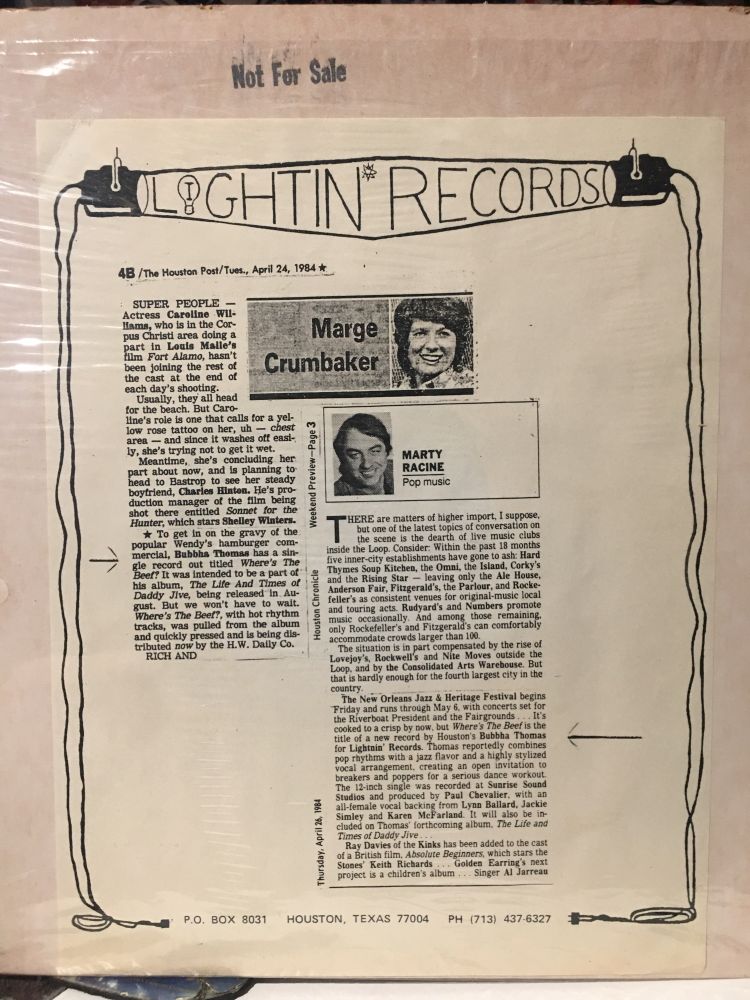 Not For Sale
LIGHTIN' RECORDS
4B /The Houston Post/Tues., April 24, 1984 ★
SUPER PEOPLE —
Actress Caroline Wil-
liams, who is in the Cor-
pus Christi area doing a
part in Louis Malle's
film Fort Alamo, hasn't
been joining the rest of
the cast at the end of
each day's shooting.
Usually, they all head
for the beach. But Caro-
line's role is one that calls for a yel-
low rose tattoo on her, uh — chest
area — and since it washes off easi-
ly, she's trying not to get it wet.
Meantime, she's concluding her
part about now, and is planning to
head to Bastrop to see her steady
boyfriend, Charles Hinton. He's pro-
duction manager of the film being
shot there entitled Sonnet for the
Hunter, which stars Shelley Winters.
★ To get in on the gravy of the
popular Wendy's hamburger com-
mercial, Bubbha Thomas has a sin-
gle record out titled Where's The
Beef? It was intended to be a part of
his album, The Life And Times of
Daddy Jive, being released in Au-
gust. But we won't have to wait.
Where's The Beef?, with hot rhythm
tracks, was pulled from the album
and quickly pressed and is being dis-
tributed now by the H.W. Daily Co.
RICH AND
Marge
Crumbaker
Weekend Preview—Page 3
Houston Chronicle
Thursday, April 26, 1984
MARTY
RACINE
Pop music
THERE are matters of higher import, I suppose,
but one of the latest topics of conversation on
the scene is the dearth of live music clubs
inside the Loop. Consider: Within the past 18 months
five inner-city establishments have gone to ash: Hard
Thymes Soup Kitchen, the Omni, the Island, Corky's
and the Rising Star — leaving only the Ale House,
Anderson Fair, Fitzgerald's, the Parlour, and Rocke-
feller's as consistent venues for original-music local
and touring acts. Rudyard's and Numbers promote
music occasionally. And among those remaining,
only Rockefeller's and Fitzgerald's can comfortably
accommodate crowds larger than 100.
The situation is in part compensated by the rise of
Lovejoy's, Rockwell's and Nite Moves outside the
Loop, and by the Consolidated Arts Warehouse. But
that is hardly enough for the fourth largest city in the
country.
The New Orleans Jazz & Heritage Festival begins
Friday and runs through May 6, with concerts set for
the Riverboat President and the Fairgrounds . . . It's
cooked to a crisp by now, but Where's The Beef is the
title of a new record by Houston's Bubbha Thomas
for Lightnin' Records. Thomas reportedly combines
pop rhythms with a jazz flavor and a highly stylized
vocal arrangement, creating an open invitation to
breakers and poppers for a serious dance workout.
The 12-inch single was recorded at Sunrise Sound
Studios and produced by Paul Chevalier, with an
all-female vocal backing from Lynn Ballard, Jackie
Simley and Karen McFarland. It will also be in-
cluded on Thomas' forthcoming album, The Life and
Times of Daddy Jive . . .
Ray Davies of the Kinks has been added to the cast
of a British film, Absolute Beginners, which stars the
Stones' Keith Richards . . . Golden Earring's next
project is a children's album . . . Singer Al Jarreau
P.O. BOX 8031 HOUSTON, TEXAS 77004 PH (713) 437-6327